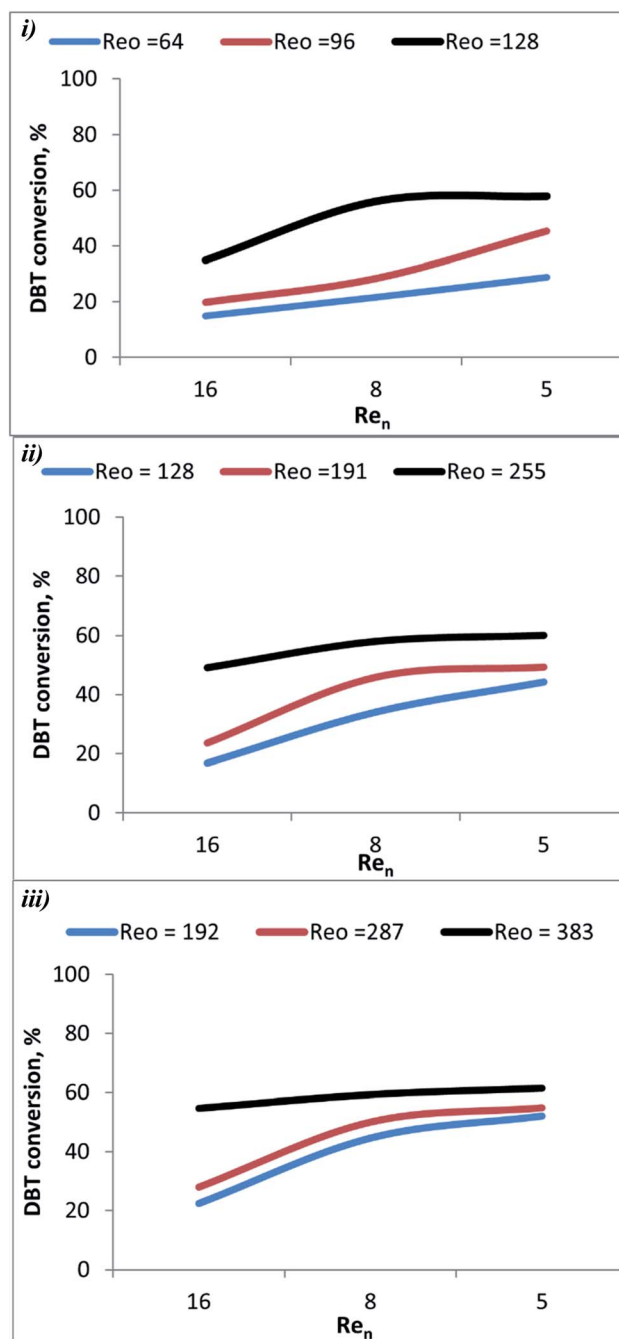 i)
Reo =64 Reo =96 Reo =128
100
80
60
40
20
0
DBT conversion, %
16 8 5
Reₙ
ii)
Reo = 128 Reo =191 Reo = 255
100
80
60
40
20
0
DBT conversion, %
16 8 5
Reₙ
iii)
Reo = 192 Reo =287 Reo = 383
100
80
60
40
20
0
DBT conversion, %
16 8 5
Reₙ